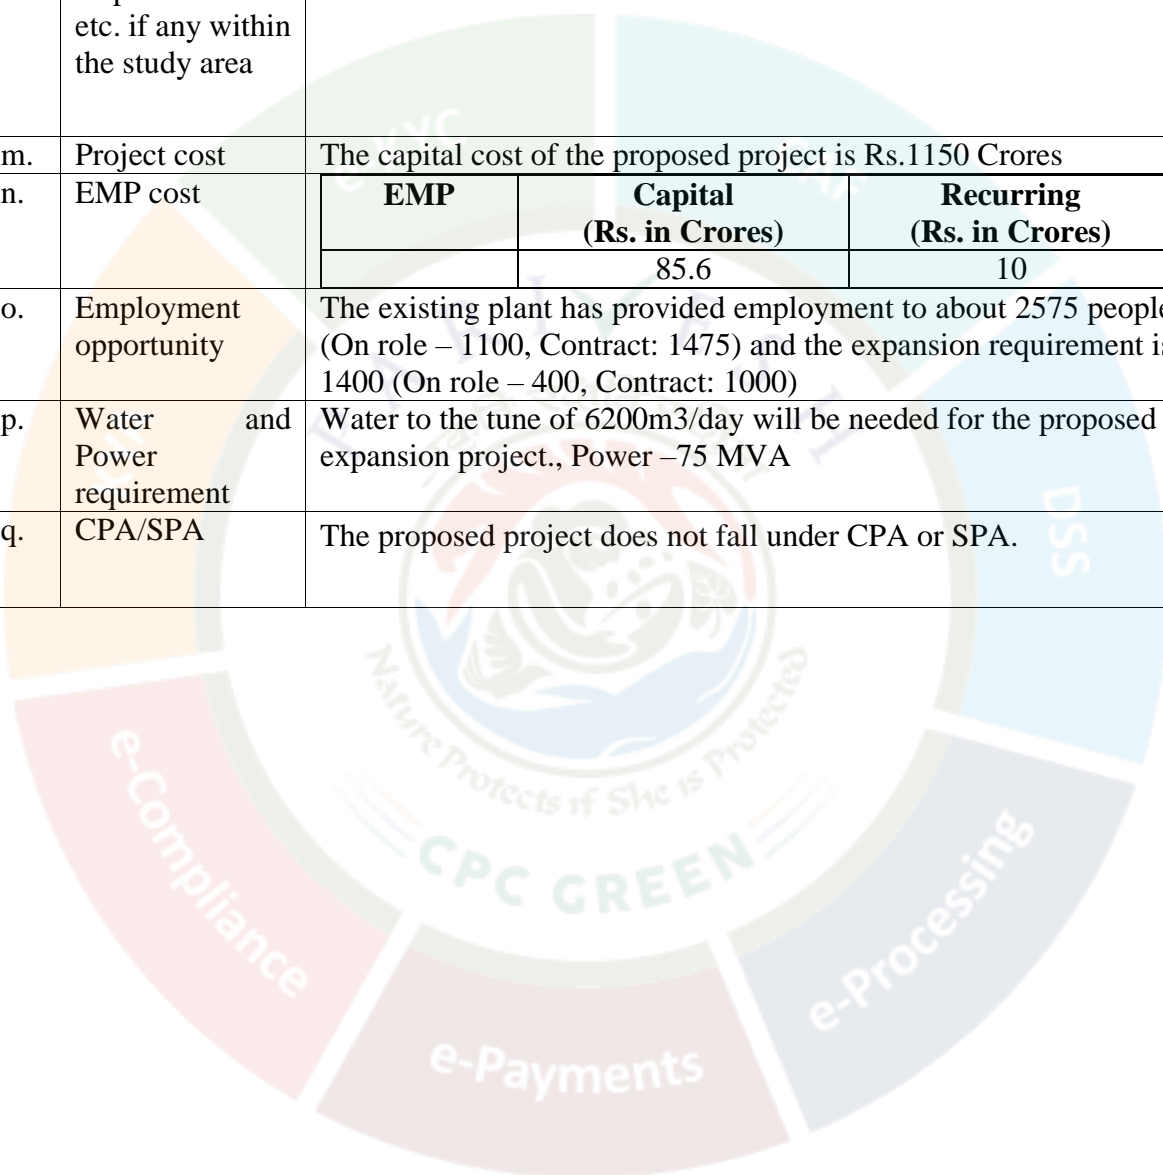 etc. if any within
the study area
m. Project cost The capital cost of the proposed project is Rs.1150 Crores
n. EMP cost EMP Capital Recurring
(Rs. in Crores) (Rs. in Crores)
85.6 10
o. Employment The existing plant has provided employment to about 2575 people
opportunity (On role – 1100, Contract: 1475) and the expansion requirement is
1400 (On role – 400, Contract: 1000)
p. Water and Water to the tune of 6200m3/day will be needed for the proposed
Power expansion project., Power –75 MVA
requirement
q. CPA/SPA The proposed project does not fall under CPA or SPA.
e-KYC
PARIVESH
DSS
Nature Protects if She is Protected
CPC GREEN
e-Compliance
e-Processing
e-Payments